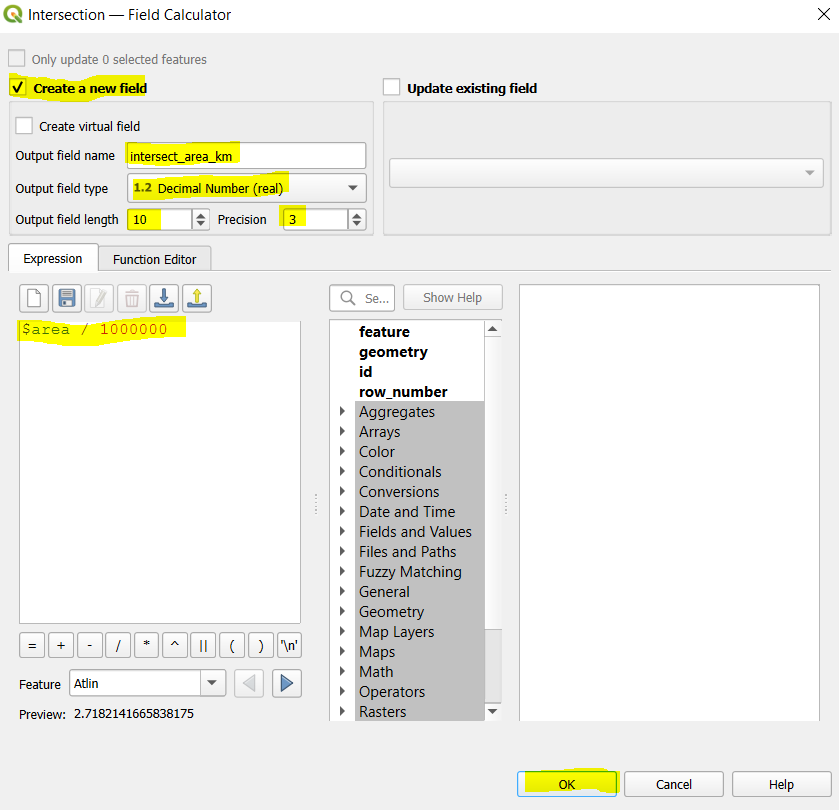 Intersection — Field Calculator
Only update 0 selected features
Create a new field
Update existing field
Create virtual field
Output field name intersect_area_km
Output field type 1.2 Decimal Number (real)
Output field length 10 Precision 3
Expression Function Editor
Se... Show Help
$area / 1000000
feature
geometry
id
row_number
Aggregates
Arrays
Color
Conditionals
Conversions
Date and Time
Fields and Values
Files and Paths
Fuzzy Matching
General
Geometry
Map Layers
Maps
Math
Operators
Rasters
= + - / * ^ || ( ) '\n'
Feature Atlin
Preview: 2.7182141665838175
OK Cancel Help